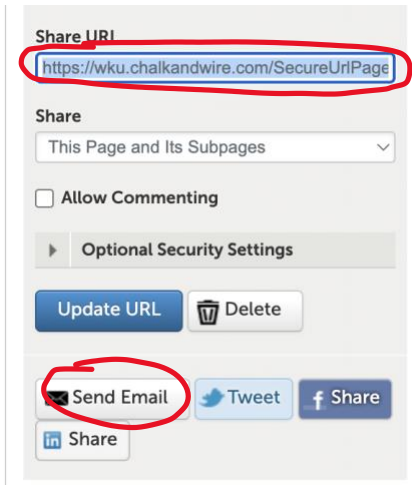 Share URL
https://wku.chalkandwire.com/SecureUrlPage
Share
This Page and Its Subpages
Allow Commenting
Optional Security Settings
Update URL Delete
Send Email Tweet f Share
in Share